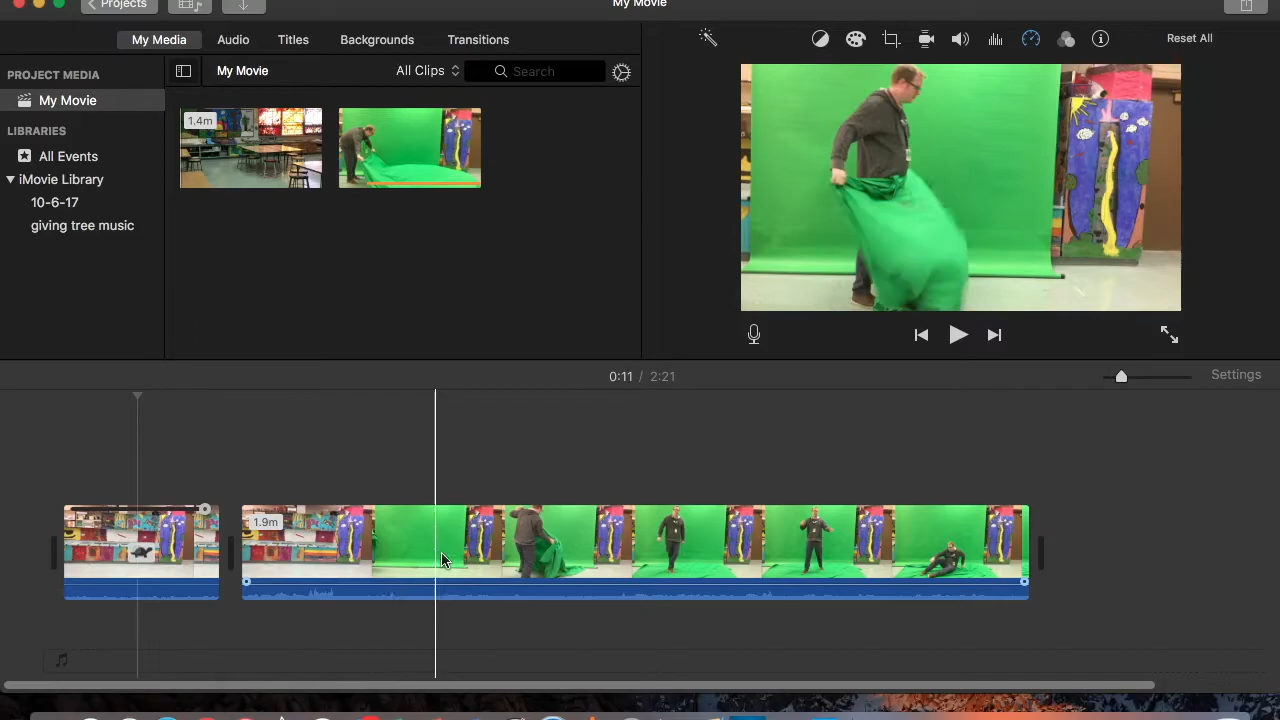 My Movie
Projects
My Media Audio Titles Backgrounds Transitions
Reset All
PROJECT MEDIA
My Movie
LIBRARIES
All Events
iMovie Library
10-6-17
giving tree music
My Movie All Clips Search
1.4m
0:11 / 2:21
Settings
1.9m